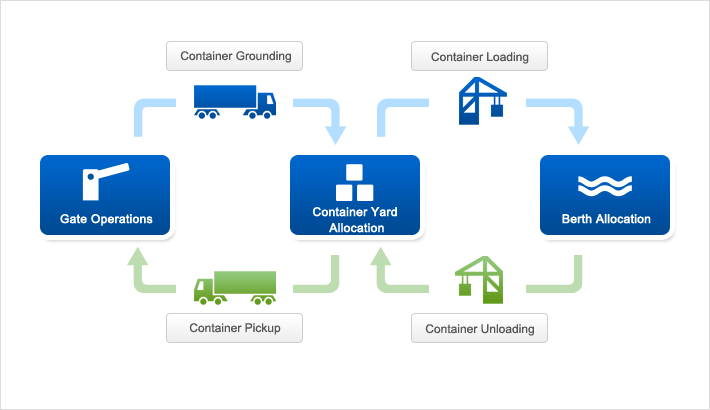 Container Grounding
Container Loading
Gate Operations
Container Yard
Allocation
Berth Allocation
Container Pickup
Container Unloading